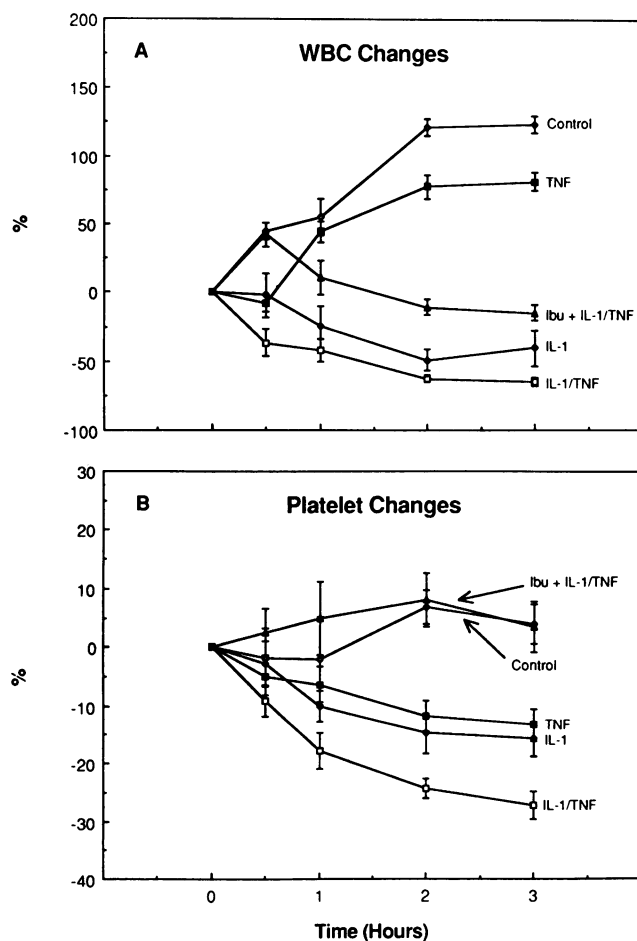 200
A
WBC Changes
150
125
Control
100
TNF
75
%
50
0
Ibu + IL-1/TNF
IL-1
-50
IL-1/TNF
-100
30
B
Platelet Changes
20
Ibu + IL-1/TNF
10
0
Control
%
-10
TNF
IL-1
-20
IL-1/TNF
-30
-40
0 1 2 3
Time (Hours)